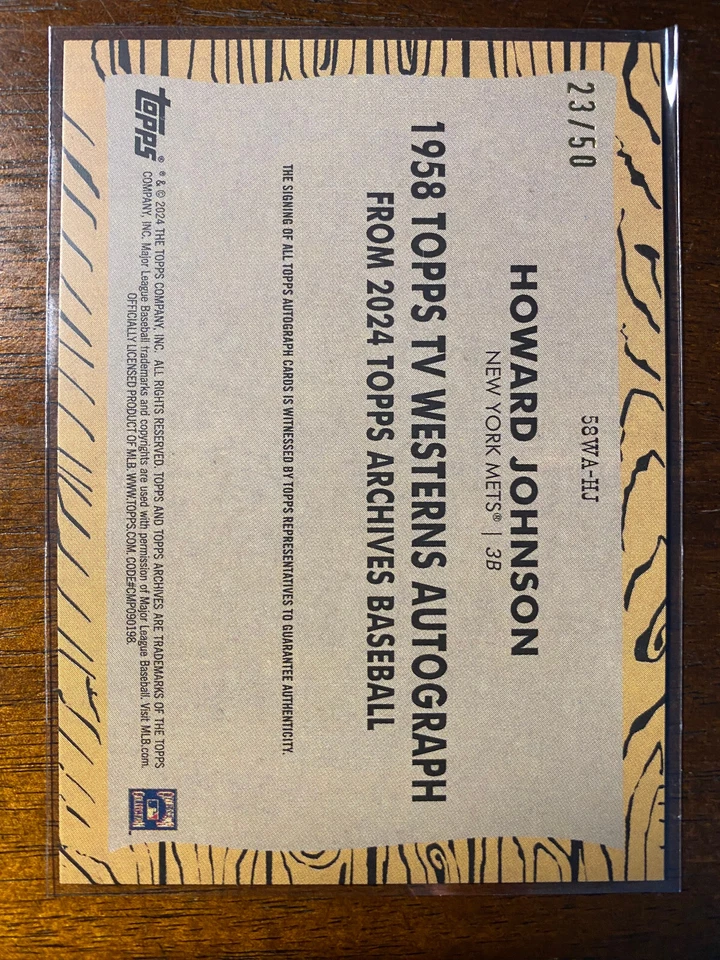 23/50
58WA-HJ
HOWARD JOHNSON
NEW YORK METS® | 3B
1958 TOPPS TV WESTERNS AUTOGRAPH
FROM 2024 TOPPS ARCHIVES BASEBALL
THE SIGNING OF ALL TOPPS AUTOGRAPH CARDS IS WITNESSED BY TOPPS REPRESENTATIVES TO GUARANTEE AUTHENTICITY.
topps®
® & © 2024 THE TOPPS COMPANY, INC. ALL RIGHTS RESERVED. TOPPS AND TOPPS ARCHIVES ARE TRADEMARKS OF THE TOPPS
COMPANY, INC. Major League Baseball trademarks and copyrights are used with permission of Major League Baseball. Visit MLB.com.
OFFICIALLY LICENSED PRODUCT OF MLB. WWW.TOPPS.COM. CODE#CMP090198.
COOPERSTOWN
COLLECTION™